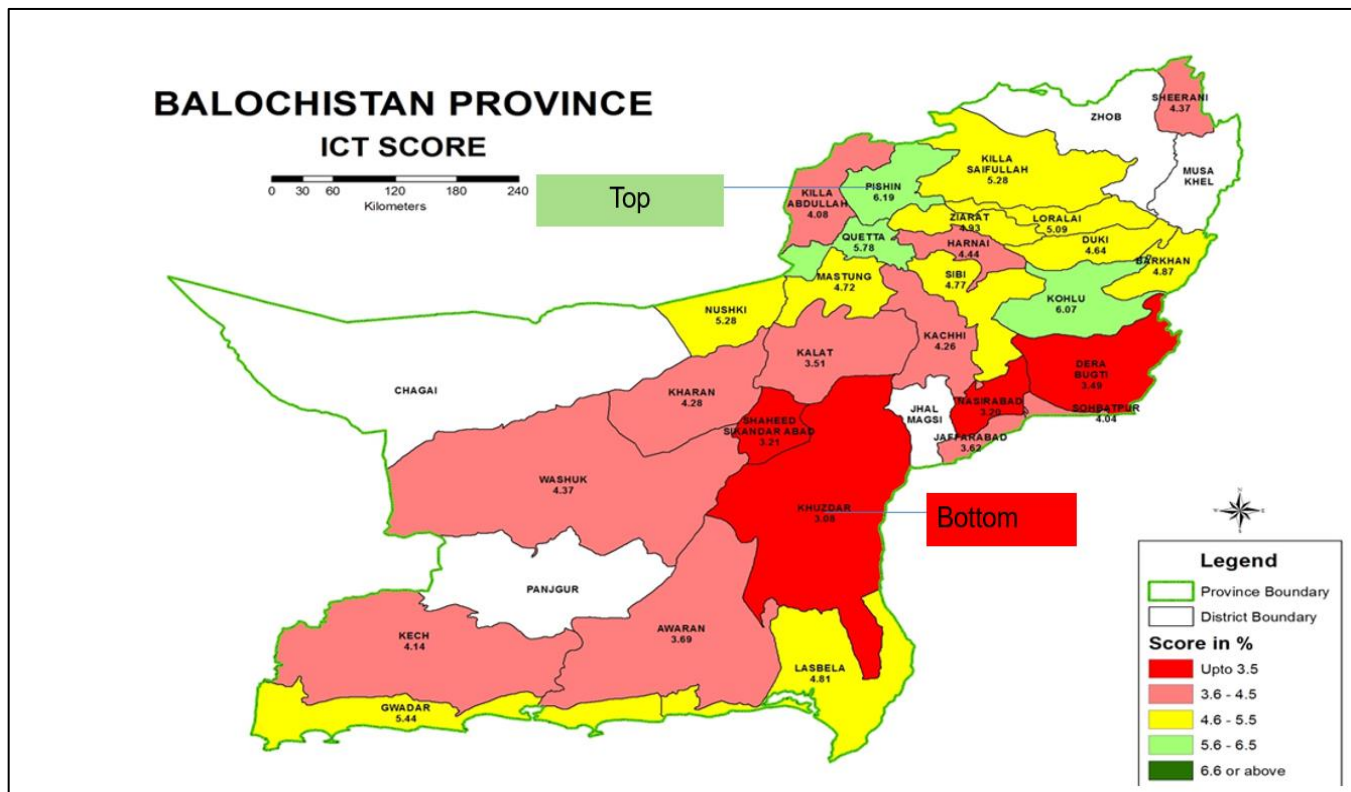 BALOCHISTAN PROVINCE
ICT SCORE
0 30 60 120 180 240
Kilometers
Top
SHEERANI
4.37
ZHOB
MUSA
KHEL
KILLA
SAIFULLAH
5.28
PISHIN
6.19
KILLA
ABDULLAH
4.08
ZIARAT
4.93
LORALAI
5.09
QUETTA
5.78
HARNAI
4.44
DUKI
4.64
BARKHAN
4.87
MASTUNG
4.72
SIBI
4.77
KOHLU
6.07
NUSHKI
5.28
KACHHI
4.26
KALAT
3.51
DERA
BUGTI
3.49
CHAGAI
KHARAN
4.28
NASIRABAD
3.20
SOHBATPUR
4.04
JHAL
MAGSI
SHAHEED
SIKANDAR ABAD
3.21
JAFFARABAD
3.62
WASHUK
4.37
KHUZDAR
3.08
Bottom
PANJGUR
AWARAN
3.69
KECH
4.14
LASBELA
4.81
GWADAR
5.44
N
E
S
W
Legend
Province Boundary
District Boundary
Score in %
Upto 3.5
3.6 - 4.5
4.6 - 5.5
5.6 - 6.5
6.6 or above